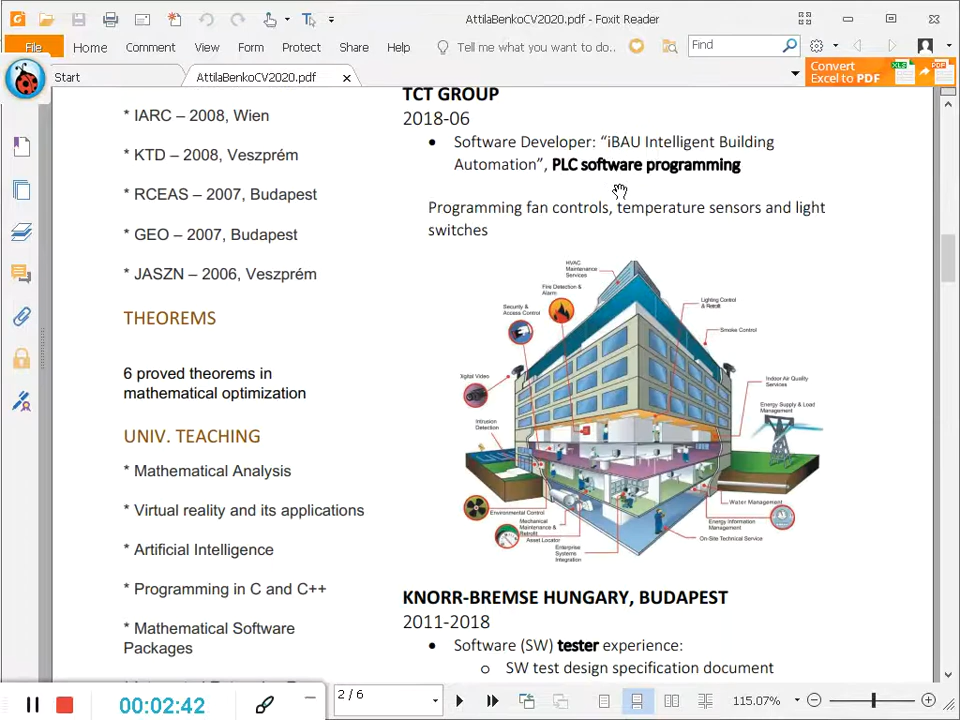 AttilaBenkoCV2020.pdf - Foxit Reader
File Home Comment View Form Protect Share Help Tell me what you want to do.. Find
Start
AttilaBenkoCV2020.pdf
Convert
Excel to PDF
* IARC – 2008, Wien
* KTD – 2008, Veszprém
* RCEAS – 2007, Budapest
* GEO – 2007, Budapest
* JASZN – 2006, Veszprém
THEOREMS
6 proved theorems in
mathematical optimization
UNIV. TEACHING
* Mathematical Analysis
* Virtual reality and its applications
* Artificial Intelligence
* Programming in C and C++
* Mathematical Software
Packages
TCT GROUP
2018-06
• Software Developer: “iBAU Intelligent Building
Automation”, PLC software programming
Programming fan controls, temperature sensors and light
switches
HVAC
Maintenance
Services
Fire Detection &
Alarm
Security &
Access Control
Digital Video
Intrusion
Detection
Lighting Control
& Retrofit
Smoke Control
Indoor Air Quality
Services
Energy Supply & Load
Management
Water Management
Energy Information
Management
On-Site Technical Service
Environmental Control
Mechanical
Maintenance &
Retrofit
Asset Locator
Enterprise
Systems
Integration
KNORR-BREMSE HUNGARY, BUDAPEST
2011-2018
• Software (SW) tester experience:
o SW test design specification document
00:02:42
2 / 6
115.07%